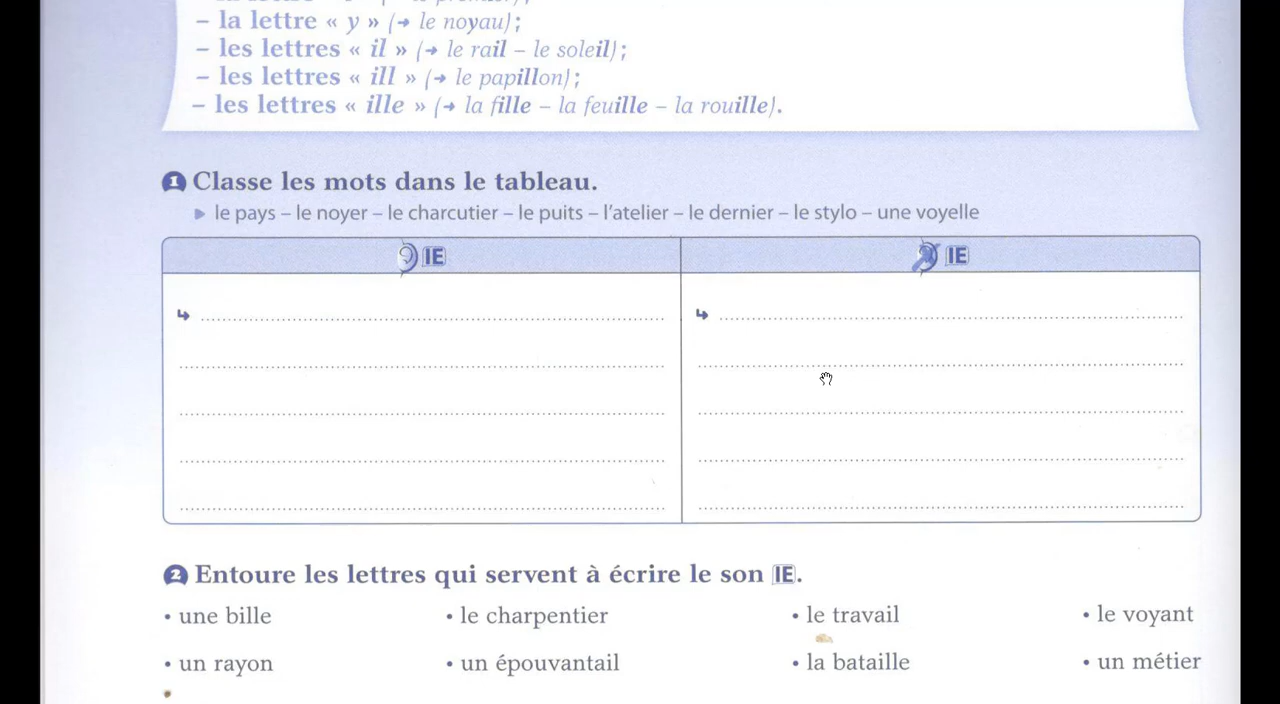 – la lettre « y » (→ le noyau) ;
– les lettres « il » (→ le rail – le soleil) ;
– les lettres « ill » (→ le papillon) ;
– les lettres « ille » (→ la fille – la feuille – la rouille).
1 Classe les mots dans le tableau.
le pays – le noyer – le charcutier – le puits – l'atelier – le dernier – le stylo – une voyelle
IE IE
2 Entoure les lettres qui servent à écrire le son IE.
• une bille • le charpentier • le travail • le voyant
• un rayon • un épouvantail • la bataille • un métier